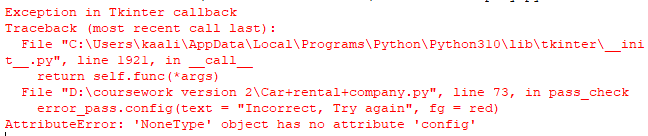 Exception in Tkinter callback
Traceback (most recent call last):
  File "C:\Users\kaali\AppData\Local\Programs\Python\Python310\lib\tkinter\__ini
t__.py", line 1921, in __call__
    return self.func(*args)
  File "D:\coursework version 2\Car+rental+company.py", line 73, in pass_check
    error_pass.config(text = "Incorrect, Try again", fg = red)
AttributeError: 'NoneType' object has no attribute 'config'